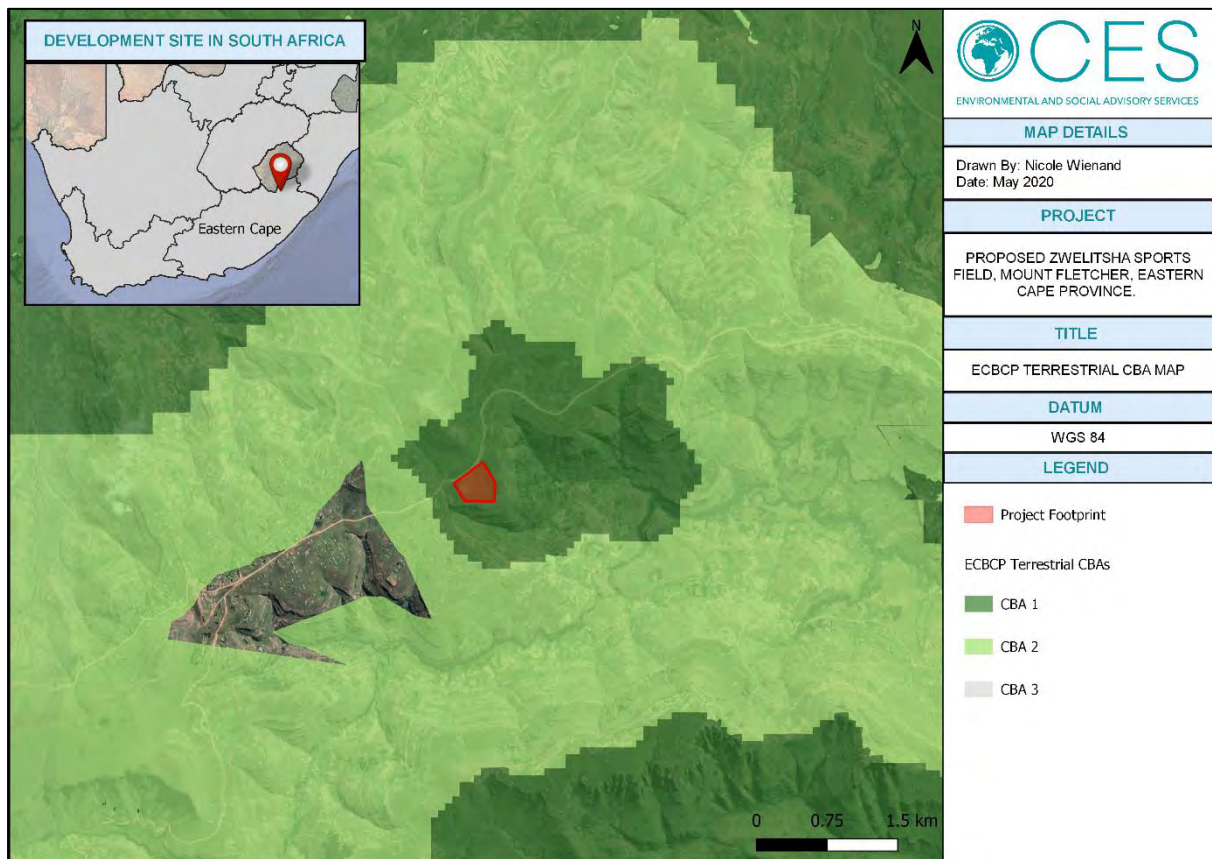 DEVELOPMENT SITE IN SOUTH AFRICA
Eastern Cape
N
0 0.75 1.5 km
CES
ENVIRONMENTAL AND SOCIAL ADVISORY SERVICES
MAP DETAILS
Drawn By: Nicole Wienand
Date: May 2020
PROJECT
PROPOSED ZWELITSHA SPORTS
FIELD, MOUNT FLETCHER, EASTERN
CAPE PROVINCE.
TITLE
ECBCP TERRESTRIAL CBA MAP
DATUM
WGS 84
LEGEND
Project Footprint
ECBCP Terrestrial CBAs
CBA 1
CBA 2
CBA 3